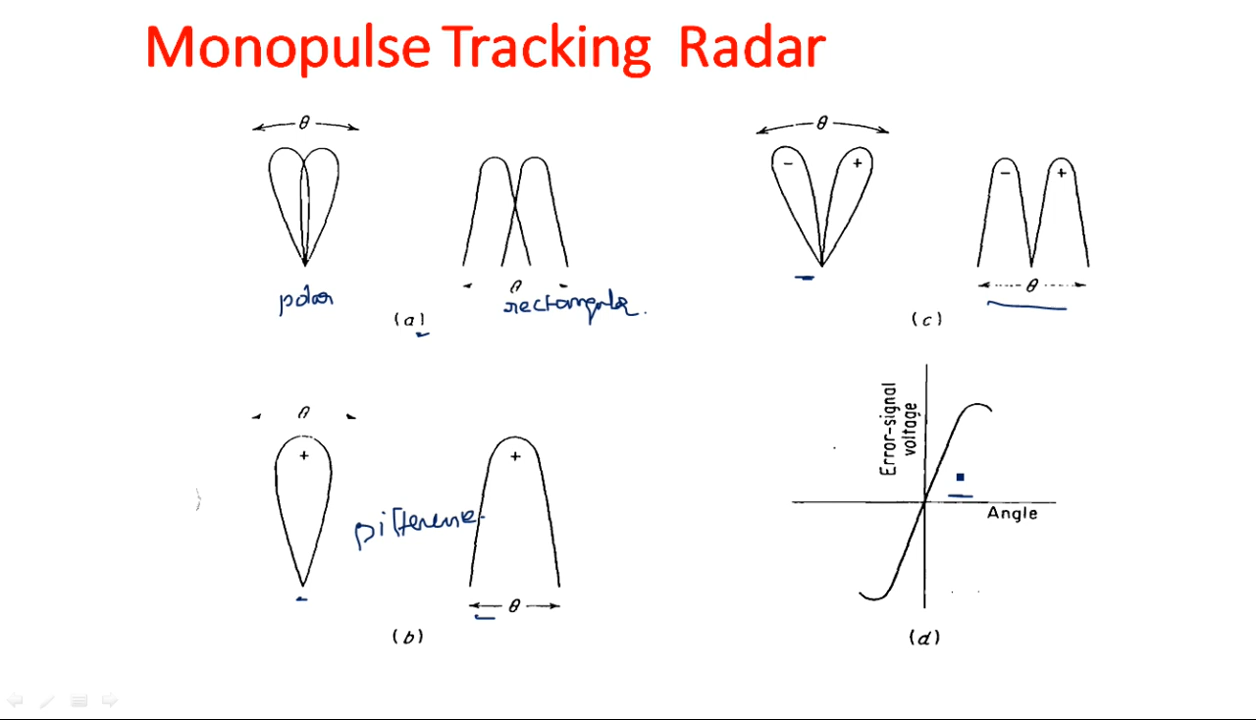 Monopulse Tracking Radar
θ
θ
- +
- +
polar
θ
rectangular.
θ
(a)
(c)
θ
+
+
Difference.
θ
(b)
Error-signal
voltage
Angle
(d)